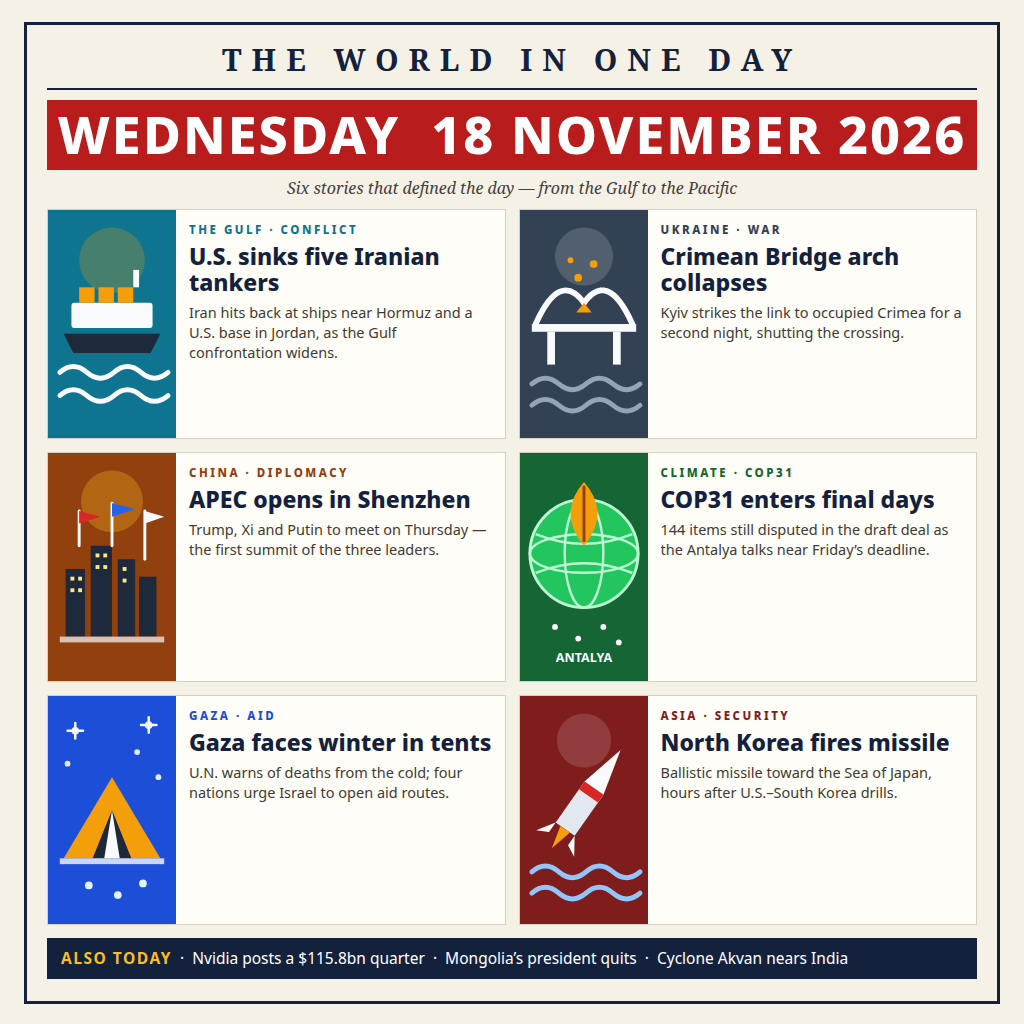 THE WORLD IN ONE DAY
WEDNESDAY 18 NOVEMBER 2026
Six stories that defined the day — from the Gulf to the Pacific
THE GULF · CONFLICT
U.S. sinks five Iranian
tankers
Iran hits back at ships near Hormuz and a
U.S. base in Jordan, as the Gulf
confrontation widens.
UKRAINE · WAR
Crimean Bridge arch
collapses
Kyiv strikes the link to occupied Crimea for a
second night, shutting the crossing.
CHINA · DIPLOMACY
APEC opens in Shenzhen
Trump, Xi and Putin to meet on Thursday —
the first summit of the three leaders.
CLIMATE · COP31
COP31 enters final days
144 items still disputed in the draft deal as
the Antalya talks near Friday’s deadline.
ANTALYA
GAZA · AID
Gaza faces winter in tents
U.N. warns of deaths from the cold; four
nations urge Israel to open aid routes.
ASIA · SECURITY
North Korea fires missile
Ballistic missile toward the Sea of Japan,
hours after U.S.–South Korea drills.
ALSO TODAY · Nvidia posts a $115.8bn quarter · Mongolia’s president quits · Cyclone Akvan nears India